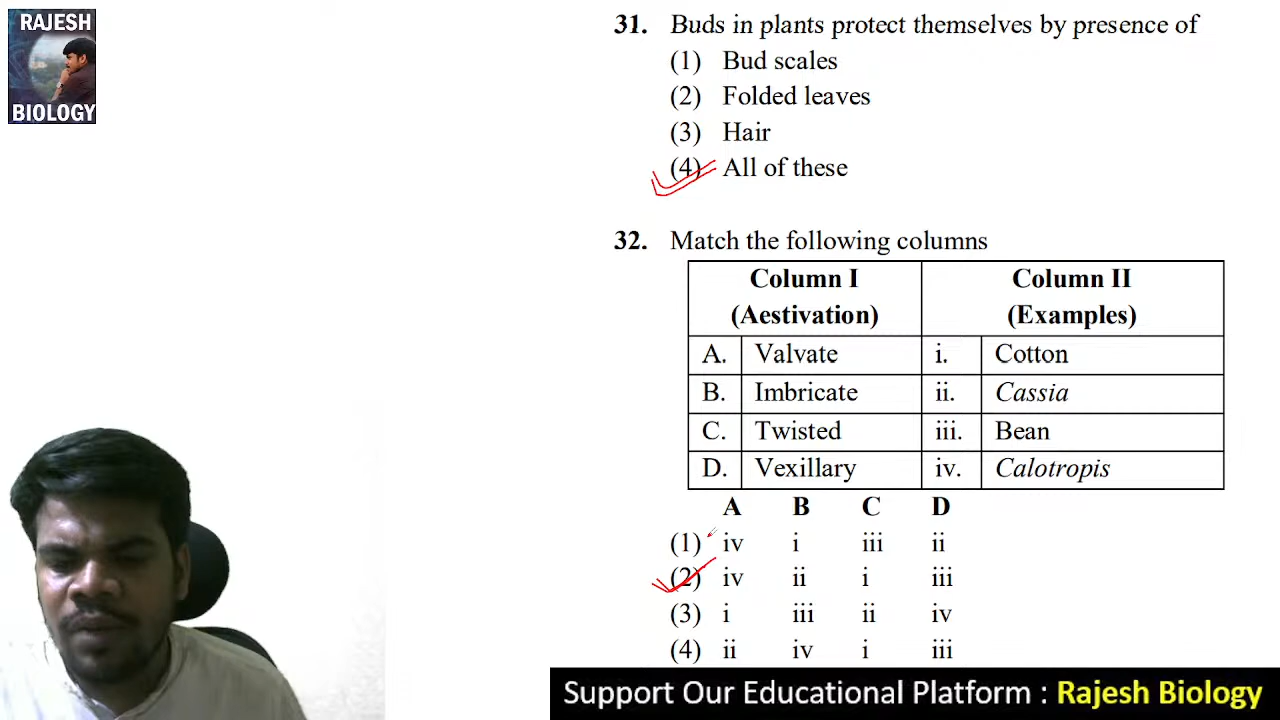 RAJESH
BIOLOGY
31. Buds in plants protect themselves by presence of
(1) Bud scales
(2) Folded leaves
(3) Hair
(4) All of these
32. Match the following columns
Column I Column II
(Aestivation) (Examples)
A. Valvate i. Cotton
B. Imbricate ii. Cassia
C. Twisted iii. Bean
D. Vexillary iv. Calotropis
A B C D
(1) iv i iii ii
(2) iv ii i iii
(3) i iii ii iv
(4) ii iv i iii
Support Our Educational Platform : Rajesh Biology